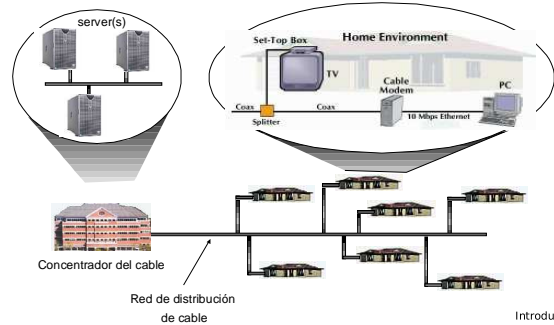 server(s)
Home Environment
Set-Top Box
TV
Cable
Modem
PC
Coax
Coax
10 Mbps Ethernet
Splitter
Concentrador del cable
Red de distribución
de cable
Introdu